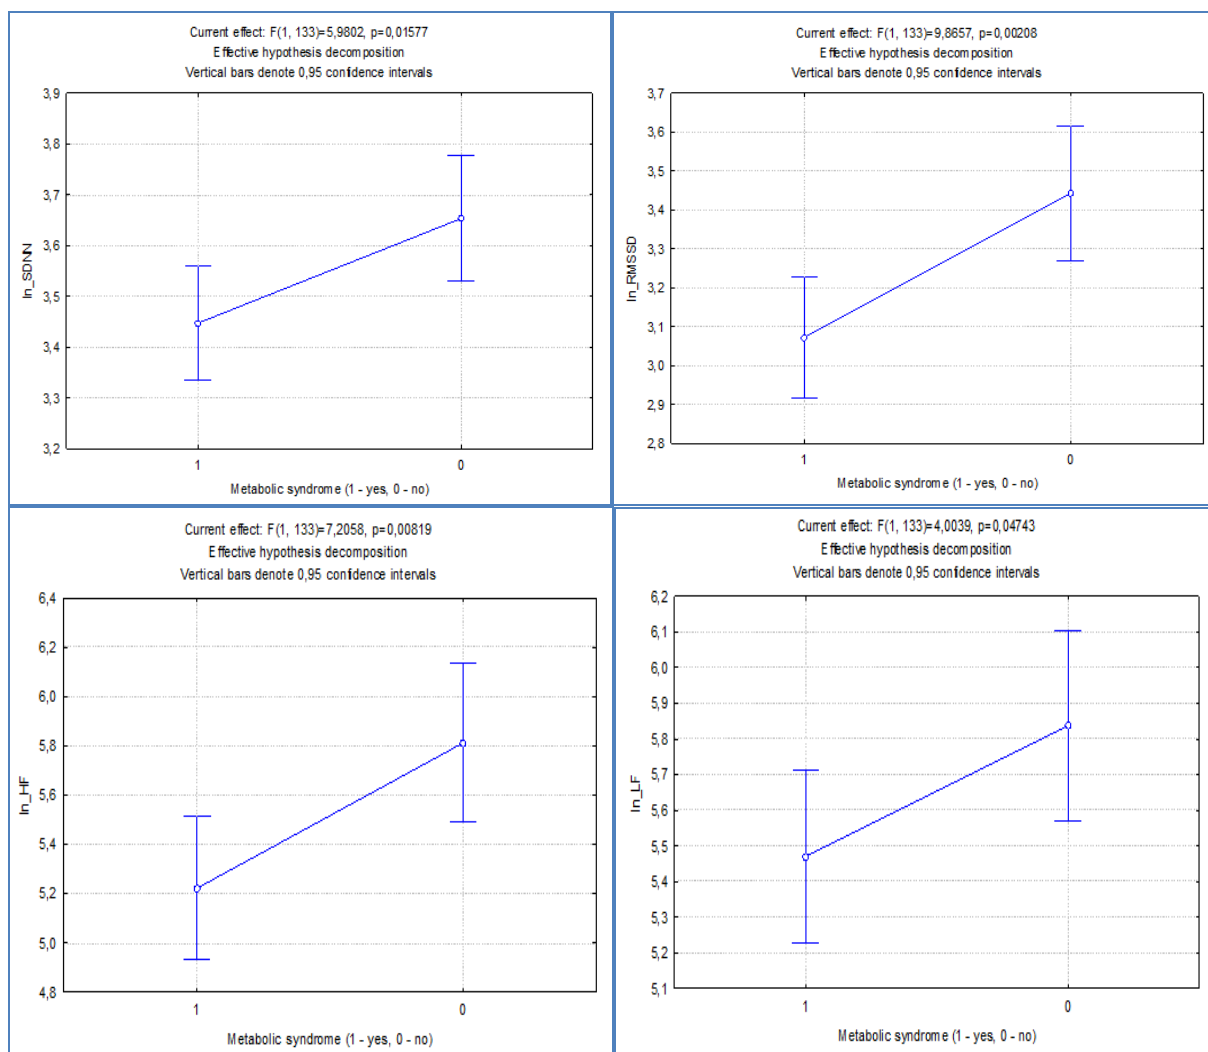 Current effect: F(1, 133)=5,9802, p=0,01577
Effective hypothesis decomposition
Vertical bars denote 0,95 confidence intervals
3,9
3,8
3,7
3,6
3,5
3,4
3,3
3,2
ln_SDNN
1
0
Metabolic syndrome (1 - yes, 0 - no)
Current effect: F(1, 133)=9,8657, p=0,00208
Effective hypothesis decomposition
Vertical bars denote 0,95 confidence intervals
3,7
3,6
3,5
3,4
3,3
3,2
3,1
3,0
2,9
2,8
ln_RMSSD
1
0
Metabolic syndrome (1 - yes, 0 - no)
Current effect: F(1, 133)=7,2058, p=0,00819
Effective hypothesis decomposition
Vertical bars denote 0,95 confidence intervals
6,4
6,2
6,0
5,8
5,6
5,4
5,2
5,0
4,8
ln_HF
1
0
Metabolic syndrome (1 - yes, 0 - no)
Current effect: F(1, 133)=4,0039, p=0,04743
Effective hypothesis decomposition
Vertical bars denote 0,95 confidence intervals
6,2
6,1
6,0
5,9
5,8
5,7
5,6
5,5
5,4
5,3
5,2
5,1
ln_LF
1
0
Metabolic syndrome (1 - yes, 0 - no)